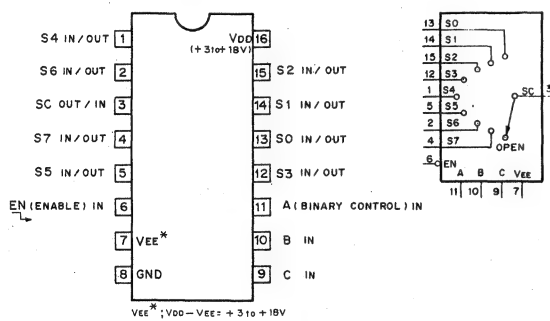 S4 IN/OUT 1
S6 IN/OUT 2
SC OUT/IN 3
S7 IN/OUT 4
S5 IN/OUT 5
EN (ENABLE) IN 6
7 VEE*
8 GND
VDD 16
(+3to+18V)
15 S2 IN/OUT
14 S1 IN/OUT
13 S0 IN/OUT
12 S3 IN/OUT
11 A (BINARY CONTROL) IN
10 B IN
9 C IN
VEE*; VDD-VEE= +3 TO +18V
13 S0
14 S1
15 S2
12 S3
1 S4
5 S5
2 S6
4 S7
SC 3
OPEN
6 EN
A B C VEE
11 10 9 7